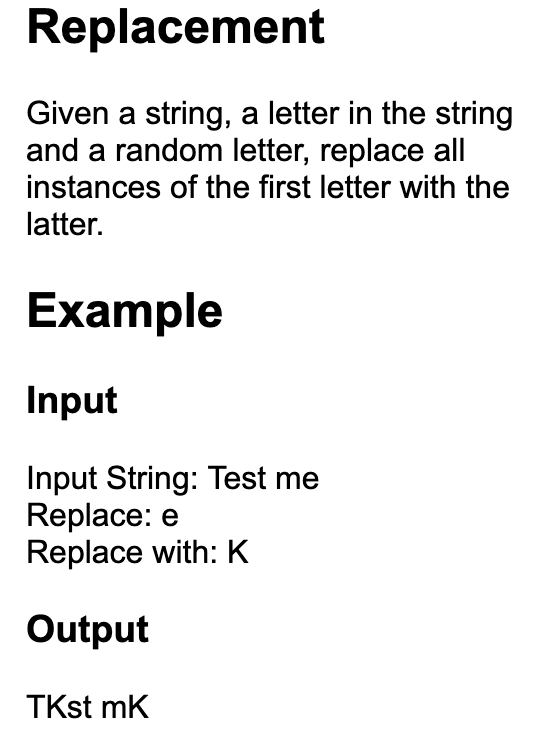 Replacement
Given a string, a letter in the string
and a random letter, replace all
instances of the first letter with the
latter.
Example
Input
Input String: Test me
Replace: e
Replace with: K
Output
TKst mK